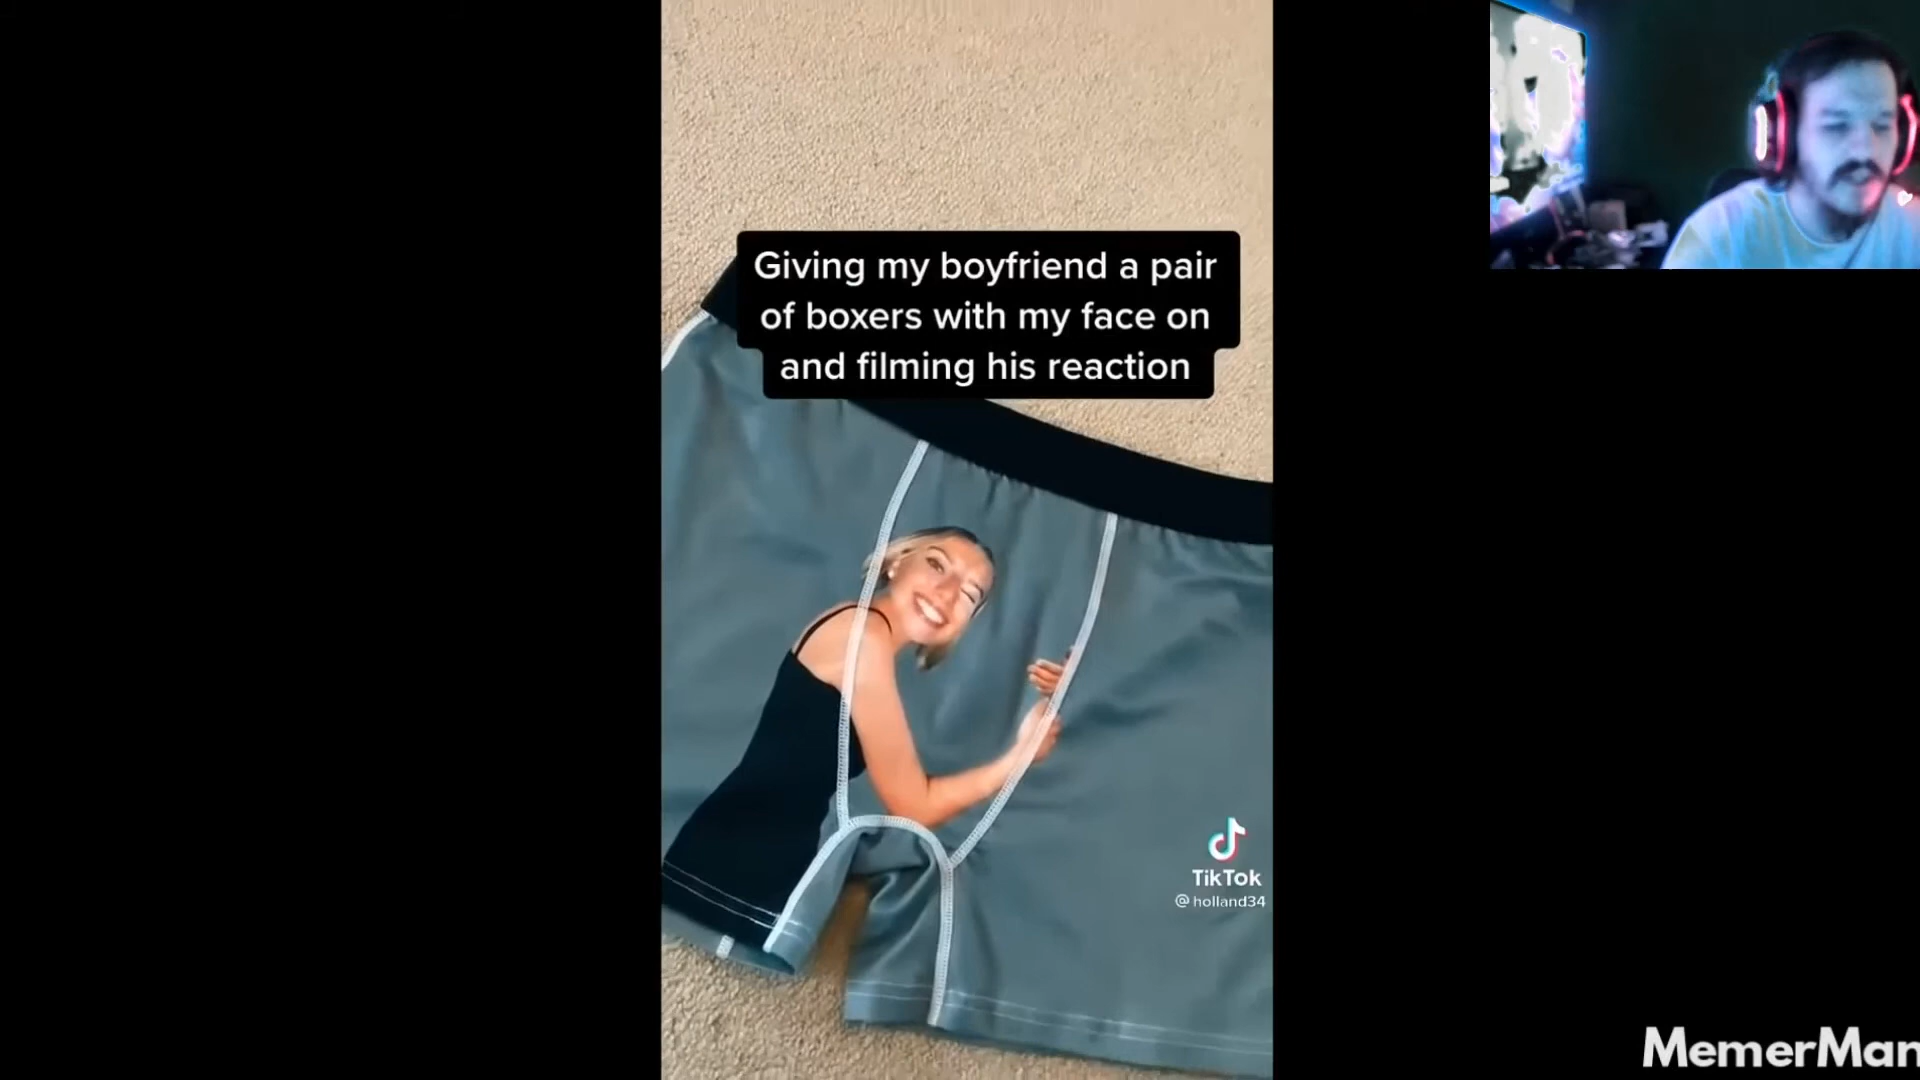 Giving my boyfriend a pair
of boxers with my face on
and filming his reaction
TikTok
@holland34
MemerMan